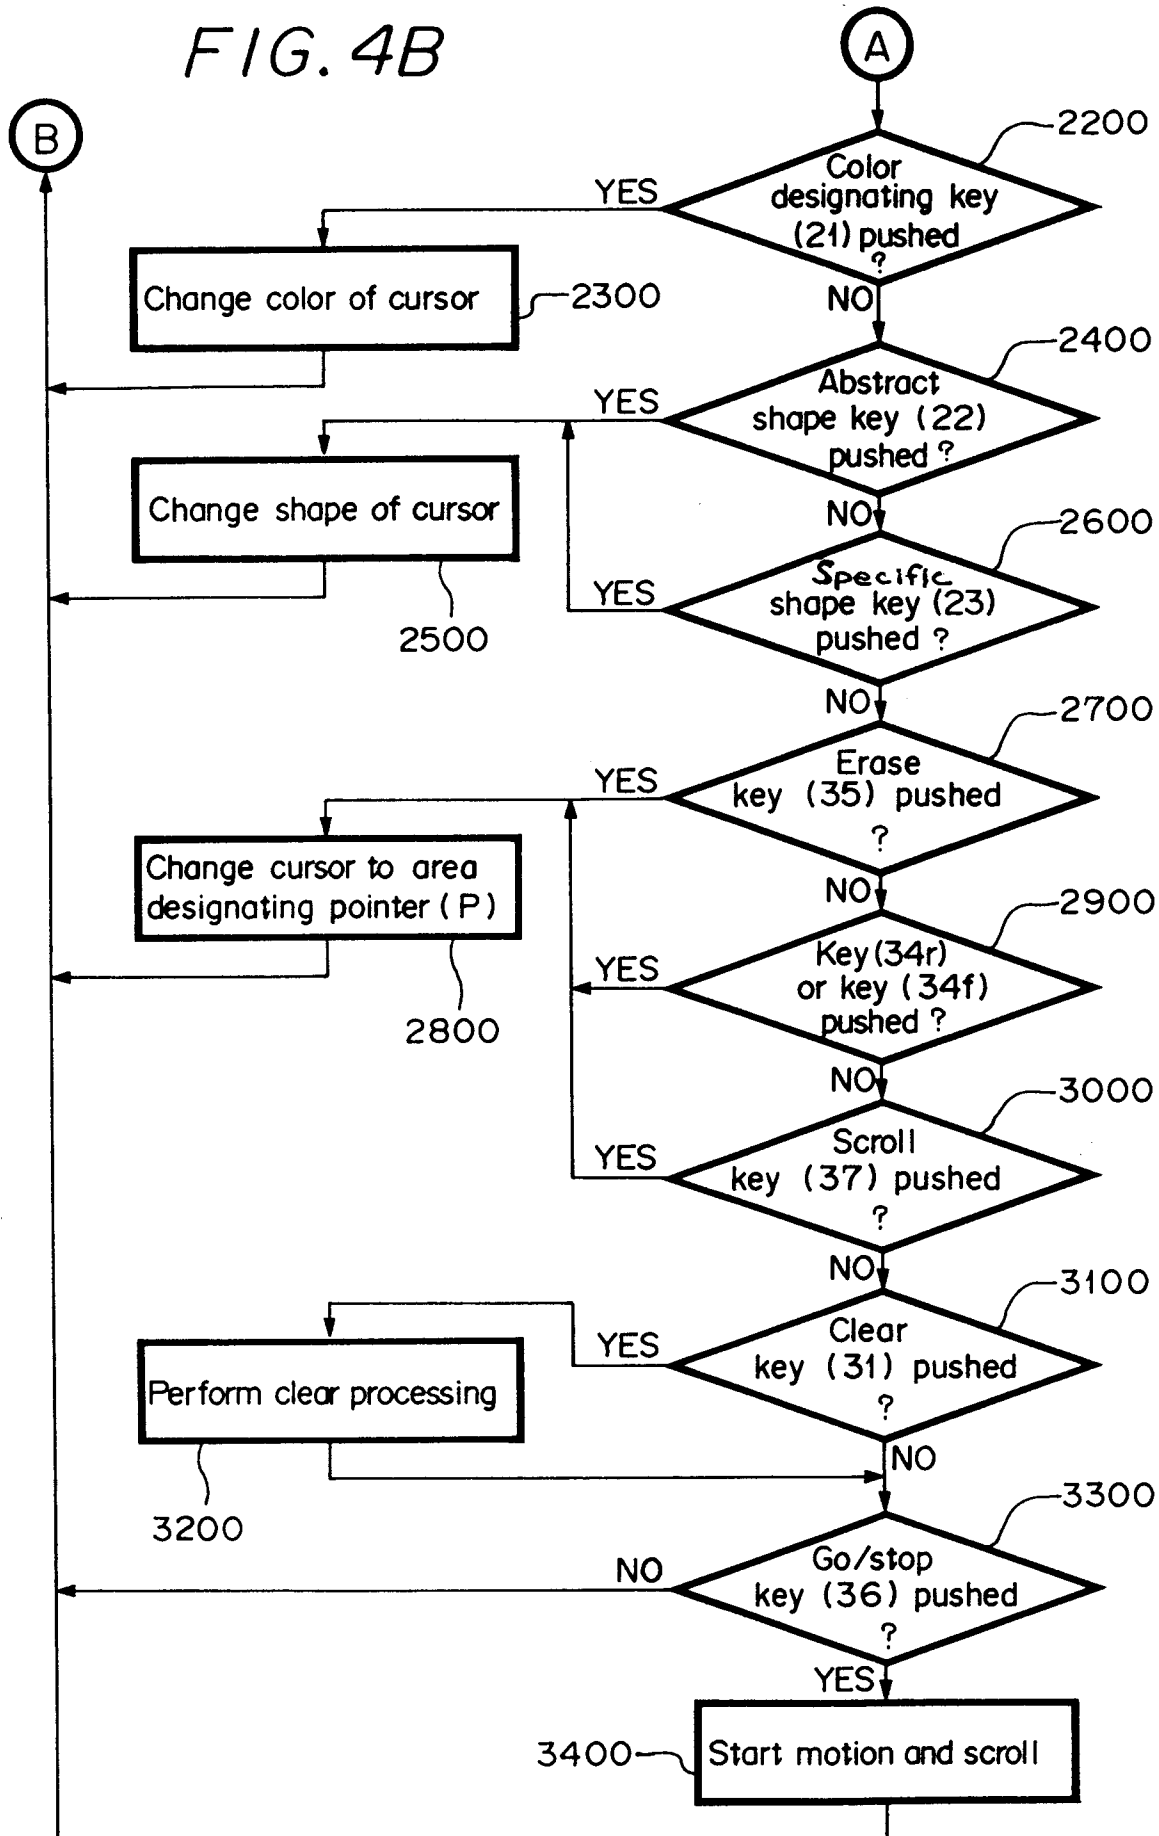 FIG. 4B
A
B
2200
Color
designating key
(21) pushed
?
YES
NO
Change color of cursor
2300
2400
Abstract
shape key (22)
pushed ?
YES
NO
Change shape of cursor
2500
2600
Specific
shape key (23)
pushed ?
YES
NO
2700
Erase
key (35) pushed
?
YES
NO
Change cursor to area
designating pointer (P)
2800
2900
Key (34r)
or key (34f)
pushed ?
YES
NO
3000
Scroll
key (37) pushed
?
YES
NO
3100
Clear
key (31) pushed
?
YES
NO
Perform clear processing
3200
3300
Go/stop
key (36) pushed
?
NO
YES
3400
Start motion and scroll